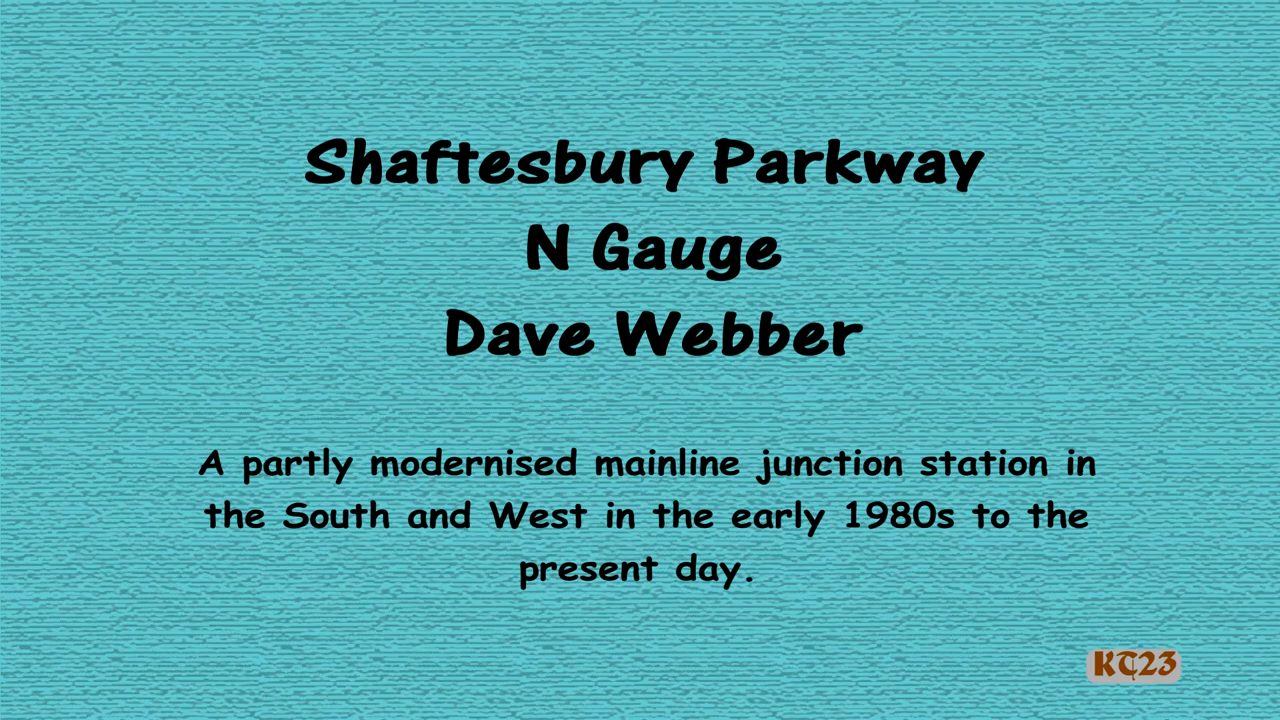 Shaftesbury Parkway
N Gauge
Dave Webber
A partly modernised mainline junction station in
the South and West in the early 1980s to the
present day.
KT23